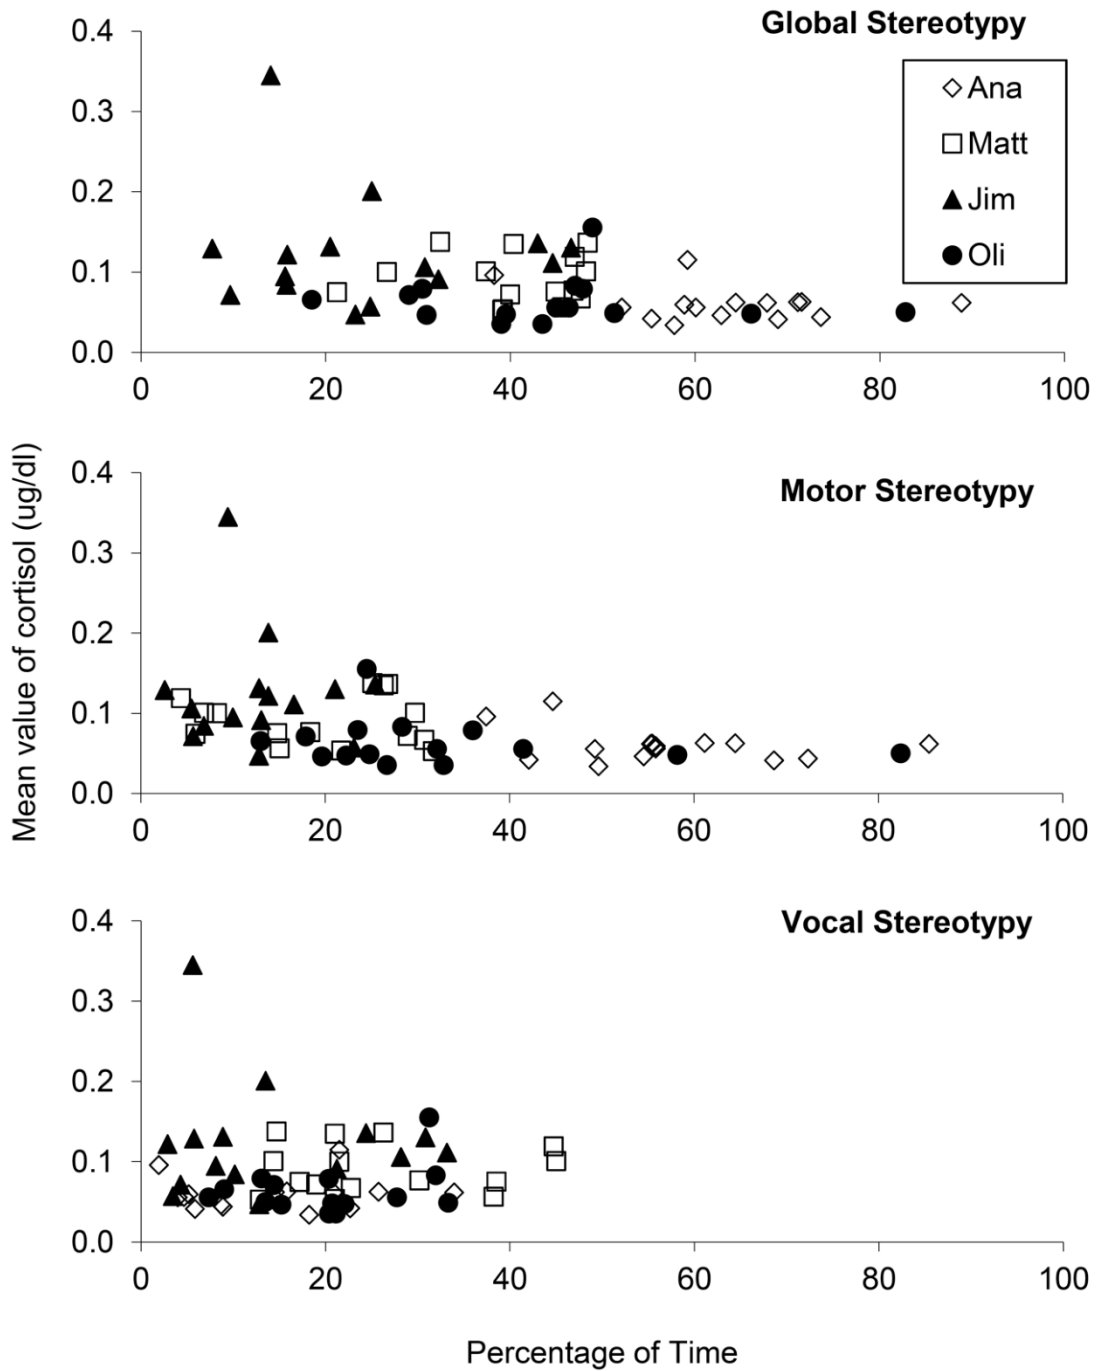 Global Stereotypy
0.4
0.3
0.2
0.1
0.0
0 20 40 60 80 100
Ana
Matt
Jim
Oli
Mean value of cortisol (ug/dl)
Motor Stereotypy
0.4
0.3
0.2
0.1
0.0
0 20 40 60 80 100
Vocal Stereotypy
0.4
0.3
0.2
0.1
0.0
0 20 40 60 80 100
Percentage of Time